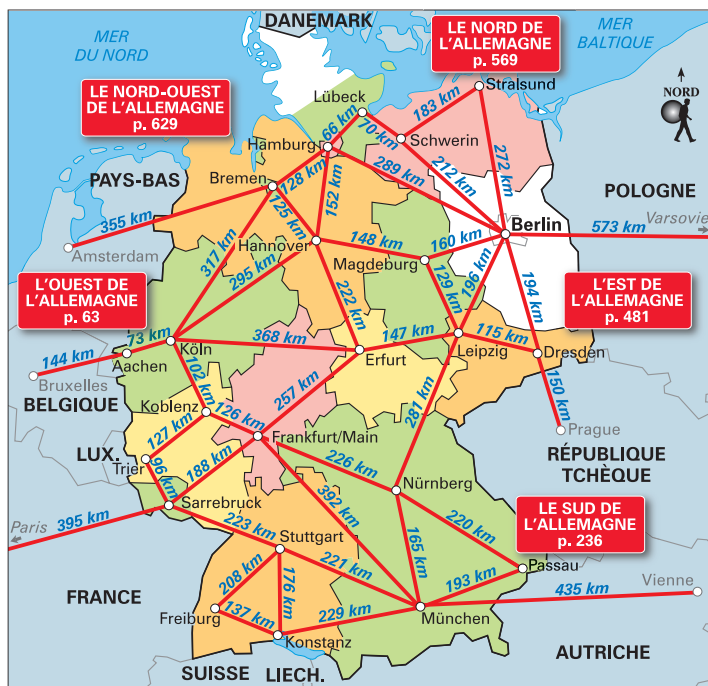 DANEMARK
MER
DU NORD
MER
BALTIQUE
LE NORD DE
L'ALLEMAGNE
p. 569
LE NORD-OUEST
DE L'ALLEMAGNE
p. 629
NORD
Stralsund
Lübeck
183 km
66 km
70 km
Schwerin
Hamburg
212 km
272 km
289 km
128 km
152 km
PAYS-BAS
Bremen
POLOGNE
355 km
125 km
Berlin
Varsovie
573 km
Amsterdam
Hannover
148 km
160 km
Magdeburg
317 km
295 km
129 km
196 km
194 km
L'OUEST DE
L'ALLEMAGNE
p. 63
L'EST DE
L'ALLEMAGNE
p. 481
222 km
73 km
368 km
147 km
115 km
144 km
Köln
Aachen
Erfurt
Leipzig
Dresden
Bruxelles
BELGIQUE
102 km
257 km
281 km
150 km
Koblenz
126 km
Prague
127 km
Frankfurt/Main
LUX.
RÉPUBLIQUE
TCHÈQUE
Trier
96 km
188 km
226 km
392 km
Nürnberg
Sarrebruck
LE SUD DE
L'ALLEMAGNE
p. 236
Paris
395 km
223 km
220 km
Stuttgart
165 km
208 km
176 km
221 km
Passau
193 km
435 km
Vienne
FRANCE
137 km
229 km
Freiburg
München
Konstanz
AUTRICHE
SUISSE
LIECH.